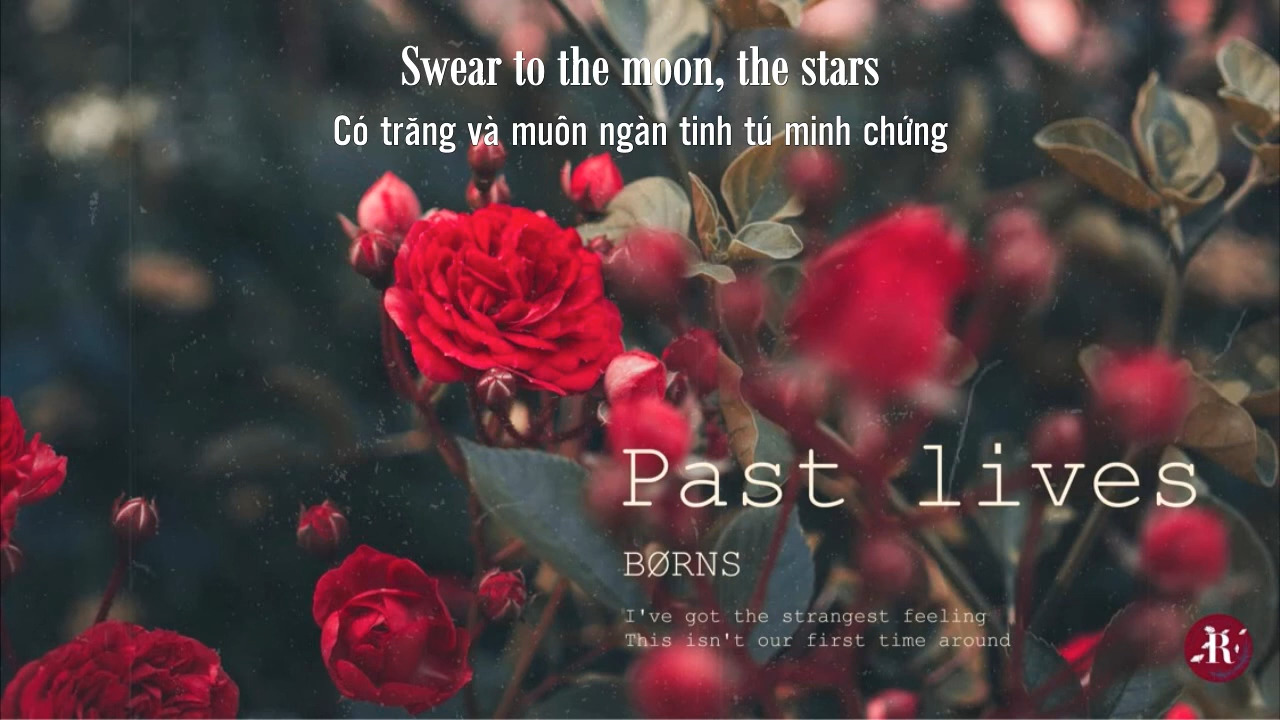 Swear to the moon, the stars
Có trăng và muôn ngàn tinh tú minh chứng
Past lives
BØRNS
I've got the strangest feeling
This isn't our first time around
R